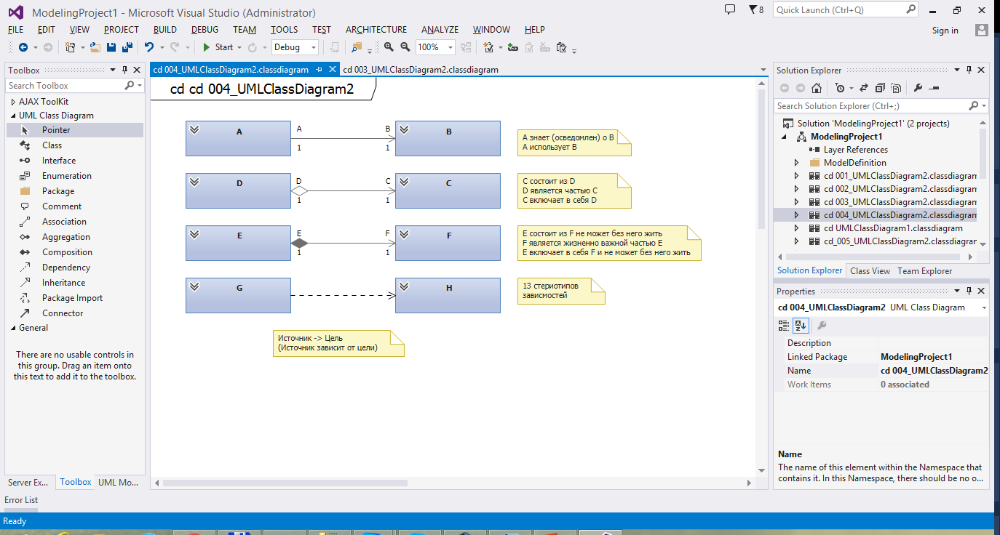 ModelingProject1 - Microsoft Visual Studio (Administrator)
8
Quick Launch (Ctrl+Q)
FILE EDIT VIEW PROJECT BUILD DEBUG TEAM TOOLS TEST ARCHITECTURE ANALYZE WINDOW HELP
Sign in
Start Debug 100%
Toolbox
Search Toolbox
AJAX ToolKit
UML Class Diagram
Pointer
Class
Interface
Enumeration
Package
Comment
Association
Aggregation
Composition
Dependency
Inheritance
Package Import
Connector
General
There are no usable controls in
this group. Drag an item onto
this text to add it to the toolbox.
Server Ex... Toolbox UML Mo...
cd 004_UMLClassDiagram2.classdiagram cd 003_UMLClassDiagram2.classdiagram
cd cd 004_UMLClassDiagram2
A A B B
1 1
А знает (осведомлен) о В
А использует В
D D C C
1 1
С состоит из D
D является частью С
С включает в себя D
E E F F
1 1
Е состоит из F не может без него жить
F является жизненно важной частью Е
Е включает в себя F и не может без него жить
G H
13 стериотипов
зависмостей
Источник -> Цель
(Источник зависит от цели)
Solution Explorer
Search Solution Explorer (Ctrl+;)
Solution 'ModelingProject1' (2 projects)
ModelingProject1
Layer References
ModelDefinition
cd 001_UMLClassDiagram2.classdiagram
cd 002_UMLClassDiagram2.classdiagram
cd 003_UMLClassDiagram2.classdiagram
cd 004_UMLClassDiagram2.classdiagram
cd UMLClassDiagram1.classdiagram
cd_005_UMLClassDiagram2.classdiagrar
Solution Explorer Class View Team Explorer
Properties
cd 004_UMLClassDiagram2 UML Class Diagram
Description
Linked Package ModelingProject1
Name cd 004_UMLClassDiagram2
Work Items 0 associated
Name
The name of this element within the Namespace that
contains it. In this Namespace, there should be no o...
Error List
Ready